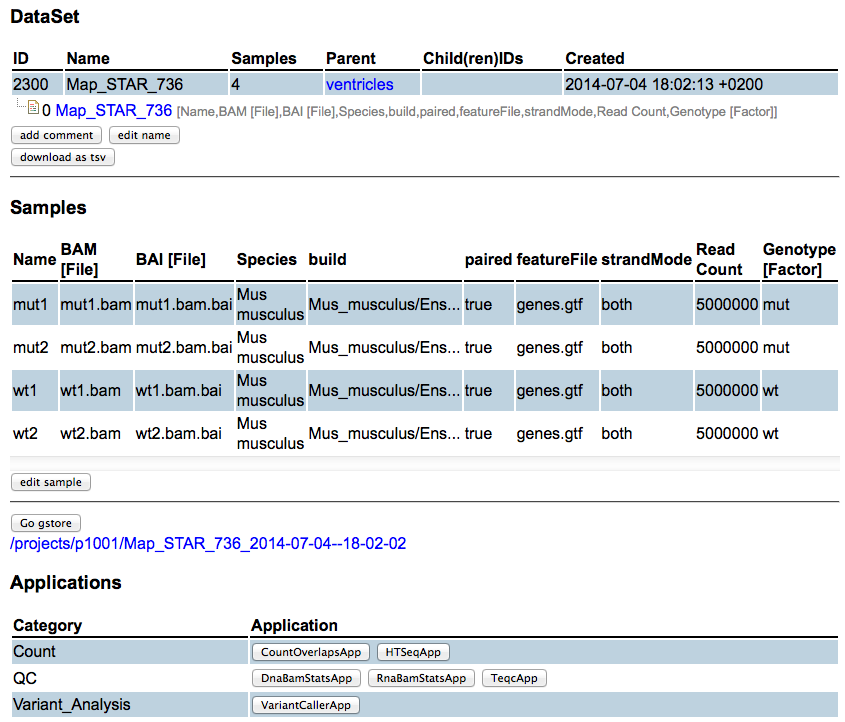 DataSet
ID Name Samples Parent Child(ren)IDs Created
2300 Map_STAR_736 4 ventricles 2014-07-04 18:02:13 +0200
0 Map_STAR_736 [Name,BAM [File],BAI [File],Species,build,paired,featureFile,strandMode,Read Count,Genotype [Factor]]
add comment edit name
download as tsv
Samples
Name BAM [File] BAI [File] Species build paired featureFile strandMode Read Count Genotype [Factor]
mut1 mut1.bam mut1.bam.bai Mus musculus Mus_musculus/Ens... true genes.gtf both 5000000 mut
mut2 mut2.bam mut2.bam.bai Mus musculus Mus_musculus/Ens... true genes.gtf both 5000000 mut
wt1 wt1.bam wt1.bam.bai Mus musculus Mus_musculus/Ens... true genes.gtf both 5000000 wt
wt2 wt2.bam wt2.bam.bai Mus musculus Mus_musculus/Ens... true genes.gtf both 5000000 wt
edit sample
Go gstore
/projects/p1001/Map_STAR_736_2014-07-04--18-02-02
Applications
Category Application
Count CountOverlapsApp HTSeqApp
QC DnaBamStatsApp RnaBamStatsApp TeqcApp
Variant_Analysis VariantCallerApp